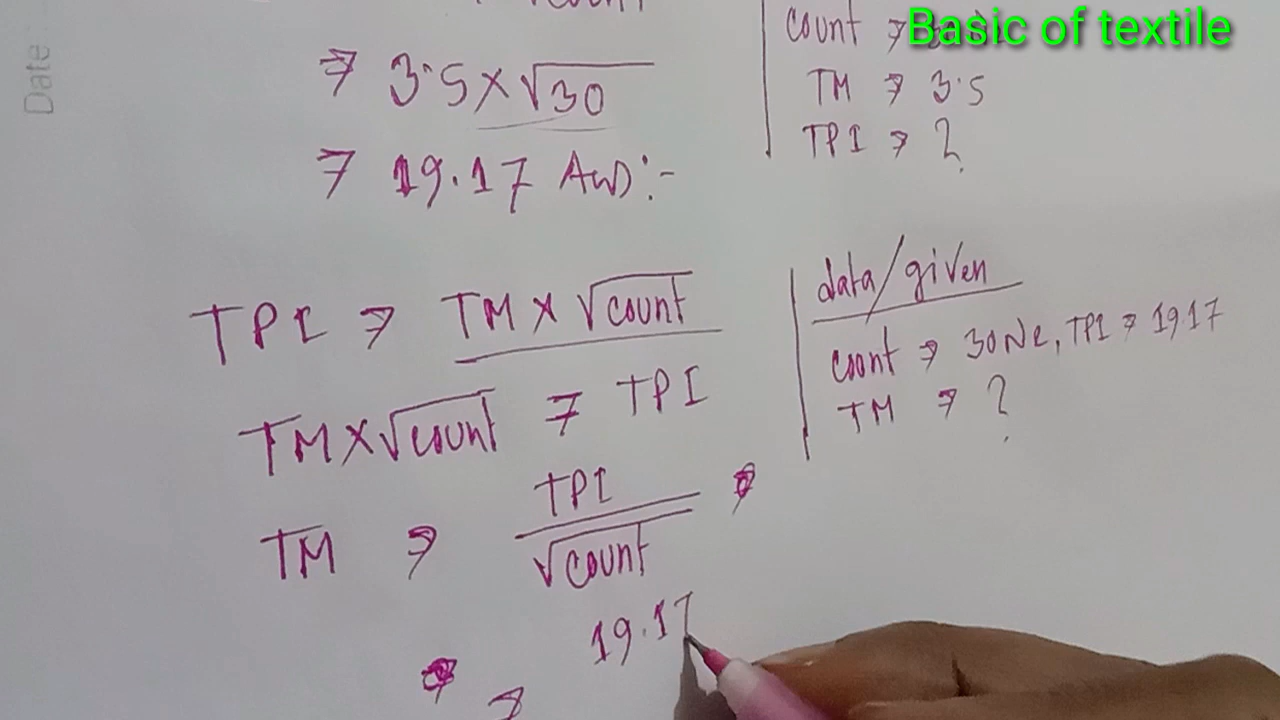 Date:
Basic of textile
count ⇒
TM ⇒ 3.5
TPI ⇒ ?
⇒ 3.5 × √30
⇒ 19.17 Ans:-
data/given
count ⇒ 30Ne, TPI ⇒ 19.17
TM ⇒ ?
TPI ⇒ TM × √count
TM × √count ⇒ TPI
TM ⇒ TPI / √count ⇒
⇒ 19.17